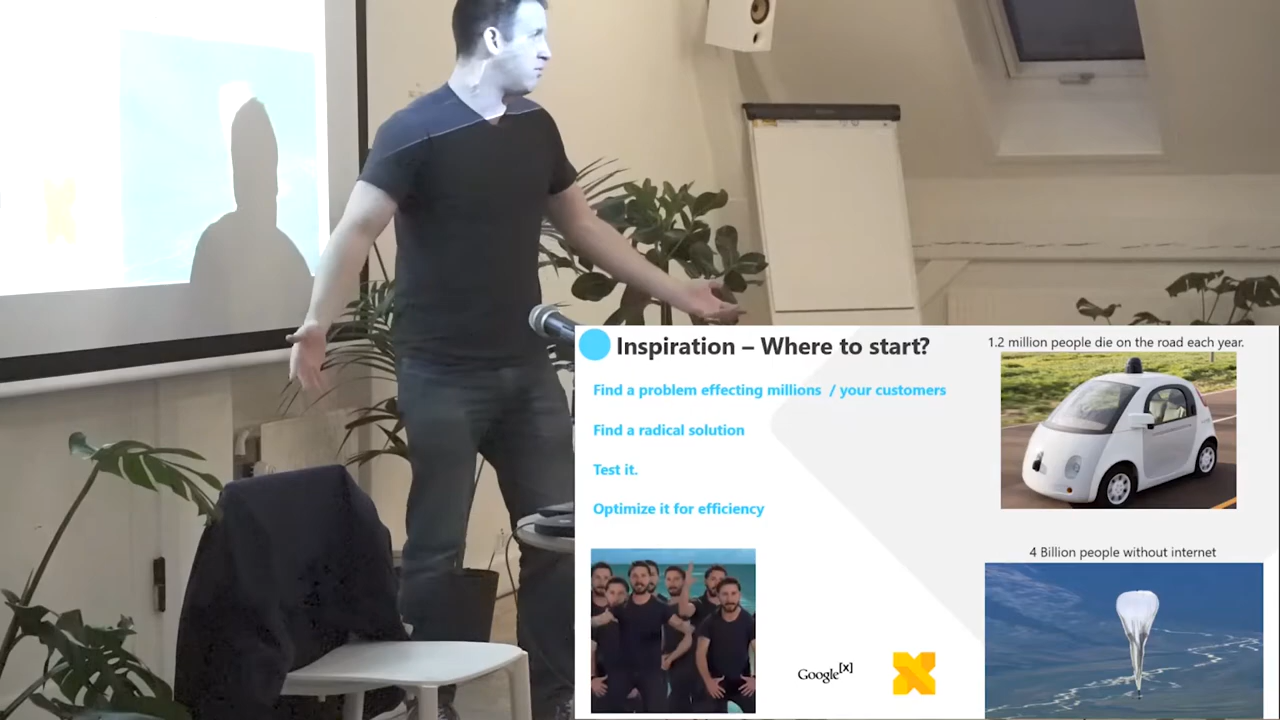 Inspiration – Where to start?
1.2 million people die on the road each year.
Find a problem effecting millions / your customers
Find a radical solution
Test it.
Optimize it for efficiency
4 Billion people without internet
Google[x]